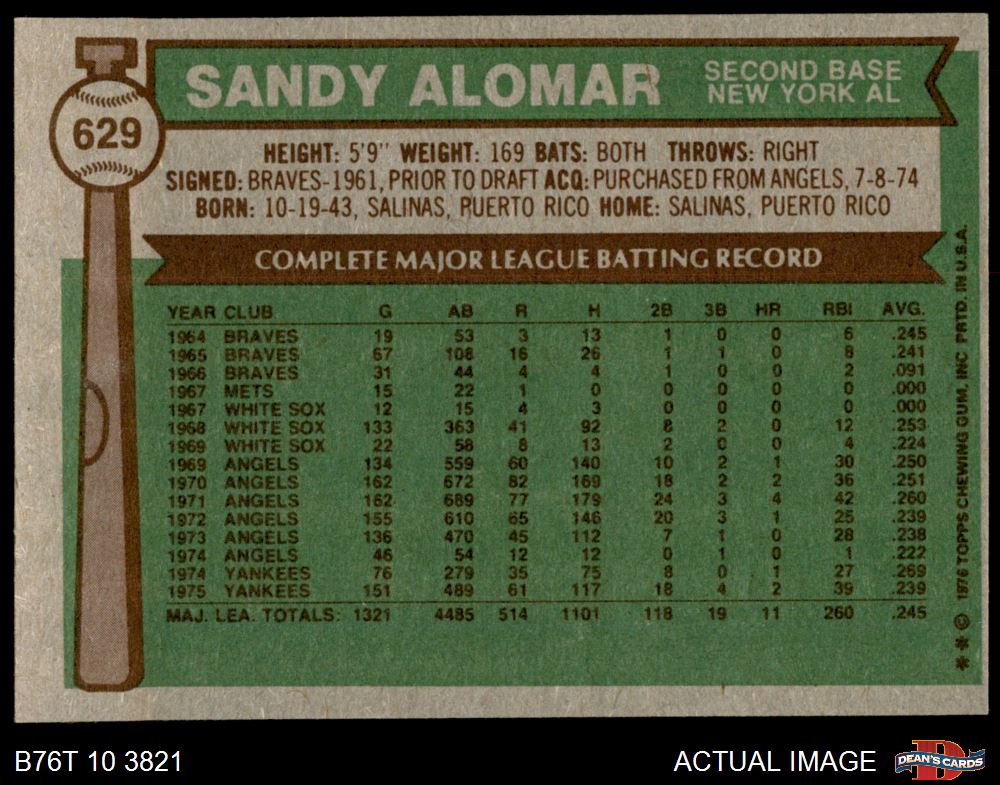 629
SANDY ALOMAR
SECOND BASE
NEW YORK AL
HEIGHT: 5'9" WEIGHT: 169 BATS: BOTH THROWS: RIGHT
SIGNED: BRAVES-1961, PRIOR TO DRAFT ACQ: PURCHASED FROM ANGELS, 7-8-74
BORN: 10-19-43, SALINAS, PUERTO RICO HOME: SALINAS, PUERTO RICO
COMPLETE MAJOR LEAGUE BATTING RECORD
YEAR CLUB G AB R H 2B 3B HR RBI AVG.
1964 BRAVES 19 53 3 13 1 0 0 6 .245
1965 BRAVES 67 108 16 26 1 1 0 8 .241
1966 BRAVES 31 44 4 4 1 0 0 2 .091
1967 METS 15 22 1 0 0 0 0 0 .000
1967 WHITE SOX 12 15 4 3 0 0 0 0 .000
1968 WHITE SOX 133 363 41 92 8 2 0 12 .253
1969 WHITE SOX 22 58 8 13 2 0 0 4 .224
1969 ANGELS 134 559 60 140 10 2 1 30 .250
1970 ANGELS 162 672 82 169 18 2 2 36 .251
1971 ANGELS 162 689 77 179 24 3 4 42 .260
1972 ANGELS 155 610 65 146 20 3 1 25 .239
1973 ANGELS 136 470 45 112 7 1 0 28 .238
1974 ANGELS 46 54 12 12 0 1 0 1 .222
1974 YANKEES 76 279 35 75 8 0 1 27 .269
1975 YANKEES 151 489 61 117 18 4 2 39 .239
MAJ. LEA. TOTALS: 1321 4485 514 1101 118 19 11 260 .245
* * © 1976 TOPPS CHEWING GUM, INC PRTD. IN U.S.A.
B76T 10 3821
ACTUAL IMAGE
DEAN'S CARDS